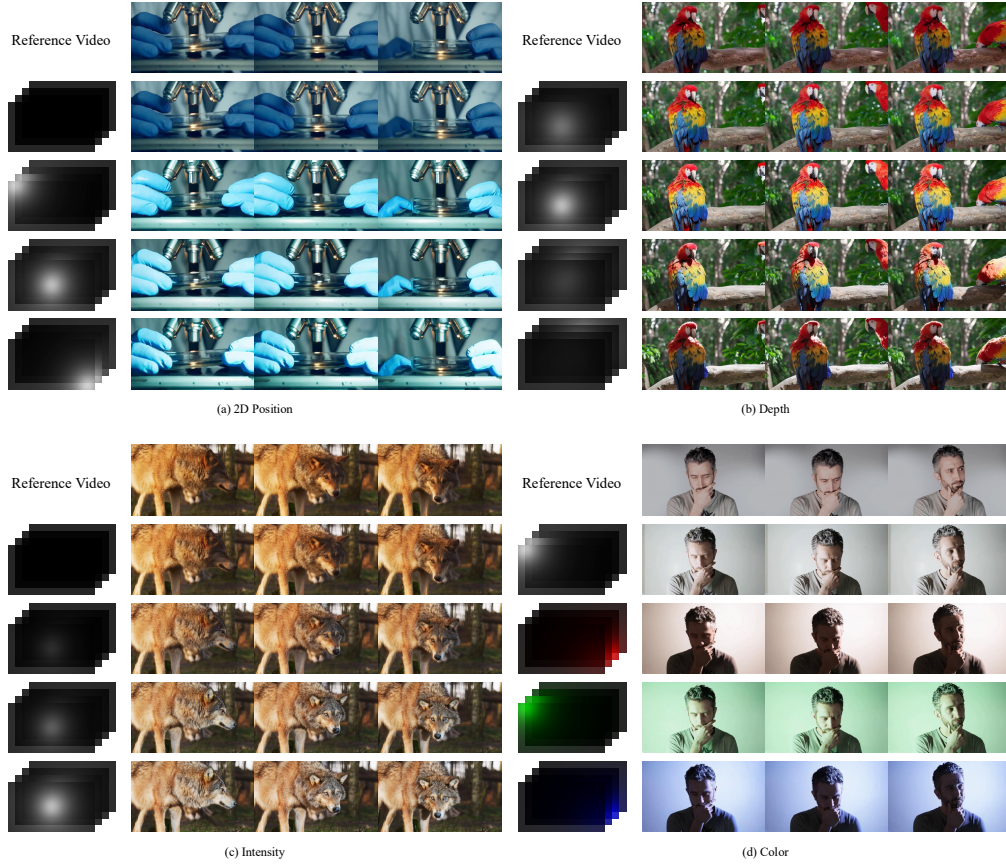 Reference Video
Reference Video
(a) 2D Position
(b) Depth
Reference Video
Reference Video
(c) Intensity
(d) Color